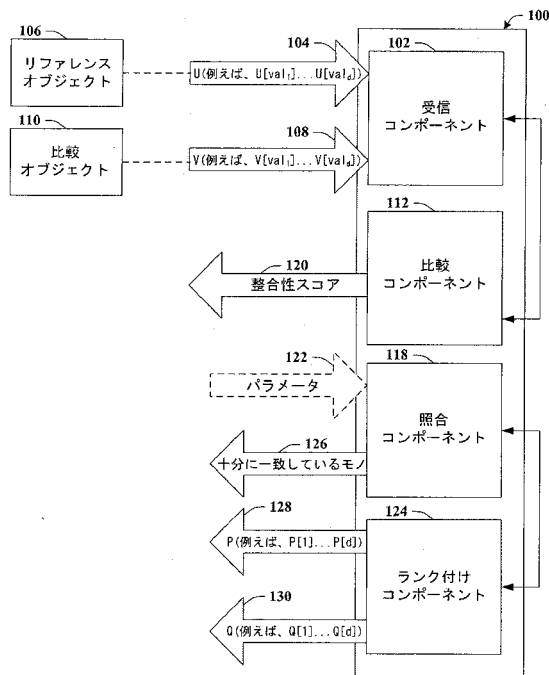 100
106
リファレンス
オブジェクト
104
U(例えば、U[val₁]...U[val_d])
102
受信
コンポーネント
110
比較
オブジェクト
108
V(例えば、V[val₁]...V[val_d])
112
比較
コンポーネント
120
整合性スコア
118
照合
コンポーネント
122
パラメータ
126
十分に一致しているモノ
124
ランク付け
コンポーネント
128
P(例えば、P[1]...P[d])
130
Q(例えば、Q[1]...Q[d])